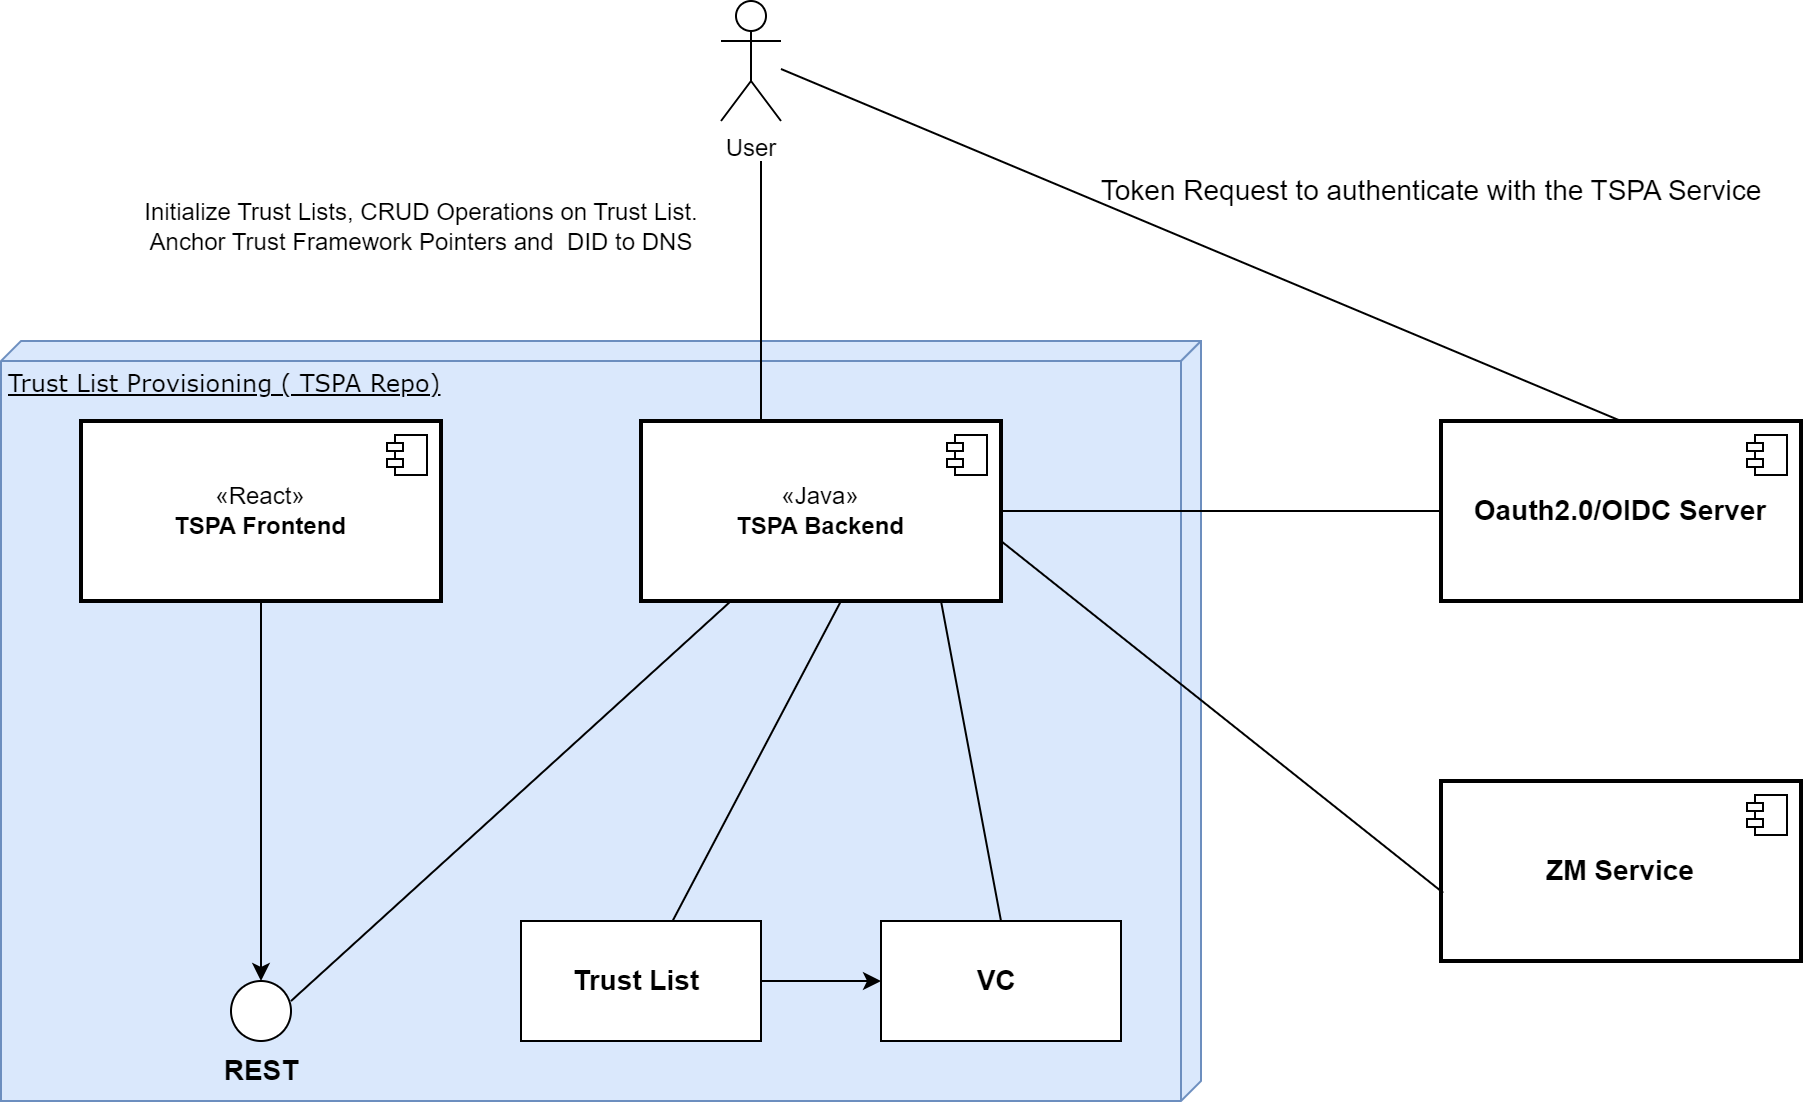 User
Token Request to authenticate with the TSPA Service
Initialize Trust Lists, CRUD Operations on Trust List.
Anchor Trust Framework Pointers and  DID to DNS
Trust List Provisioning ( TSPA Repo)
«React»
TSPA Frontend
«Java»
TSPA Backend
Oauth2.0/OIDC Server
ZM Service
Trust List
VC
REST